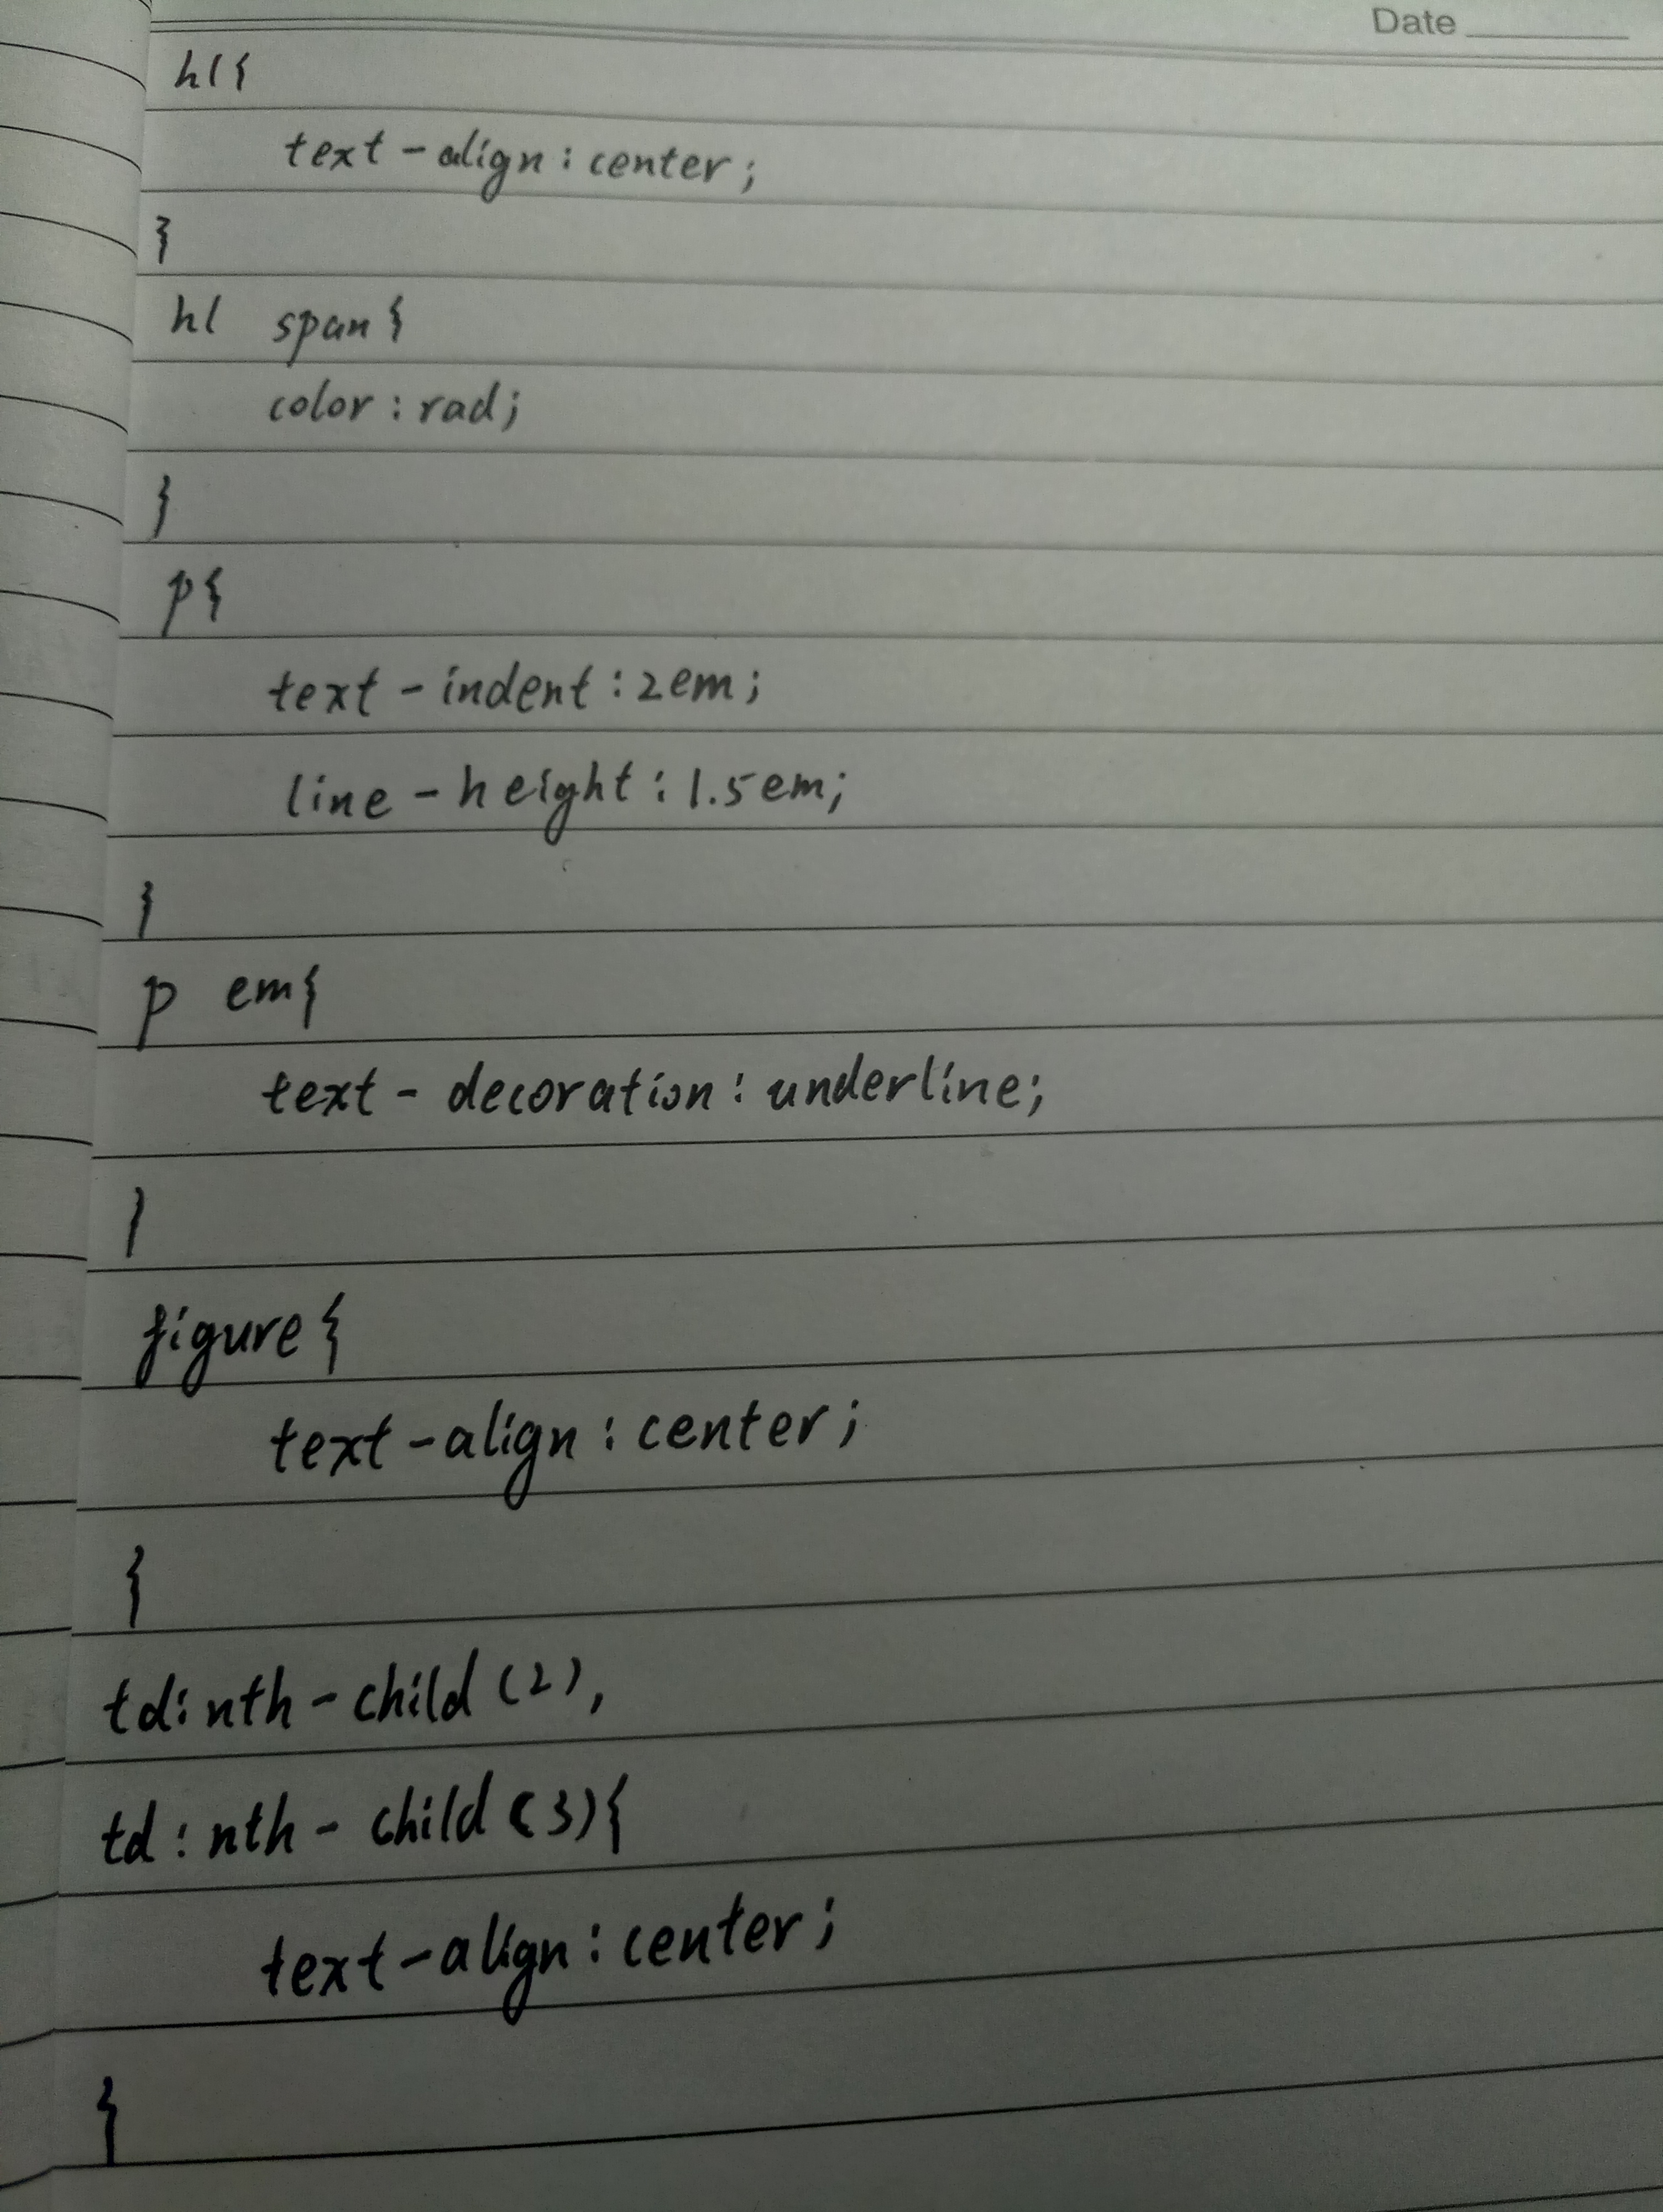 Date
h1{
text-align:center;
}
h1 span{
color:rad;
}
p{
text-indent:2em;
line-height:1.5em;
}
p em{
text-decoration:underline;
}
figure{
text-align:center;
{
td:nth-child(2),
td:nth-child(3){
text-align:center;
{